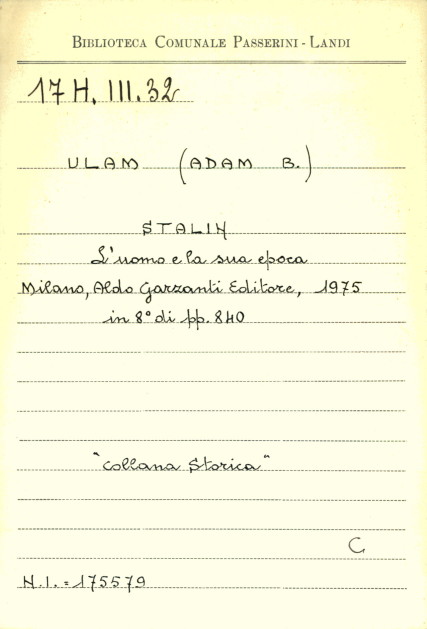 BIBLIOTECA COMUNALE PASSERINI - LANDI
17 H. III. 32
ULAM (ADAM B.)
STALIN
L'uomo e la sua epoca
Milano, Aldo Garzanti Editore, 1975
in 8° di pp. 840
"Collana Storica"
C
N.I. = 175579